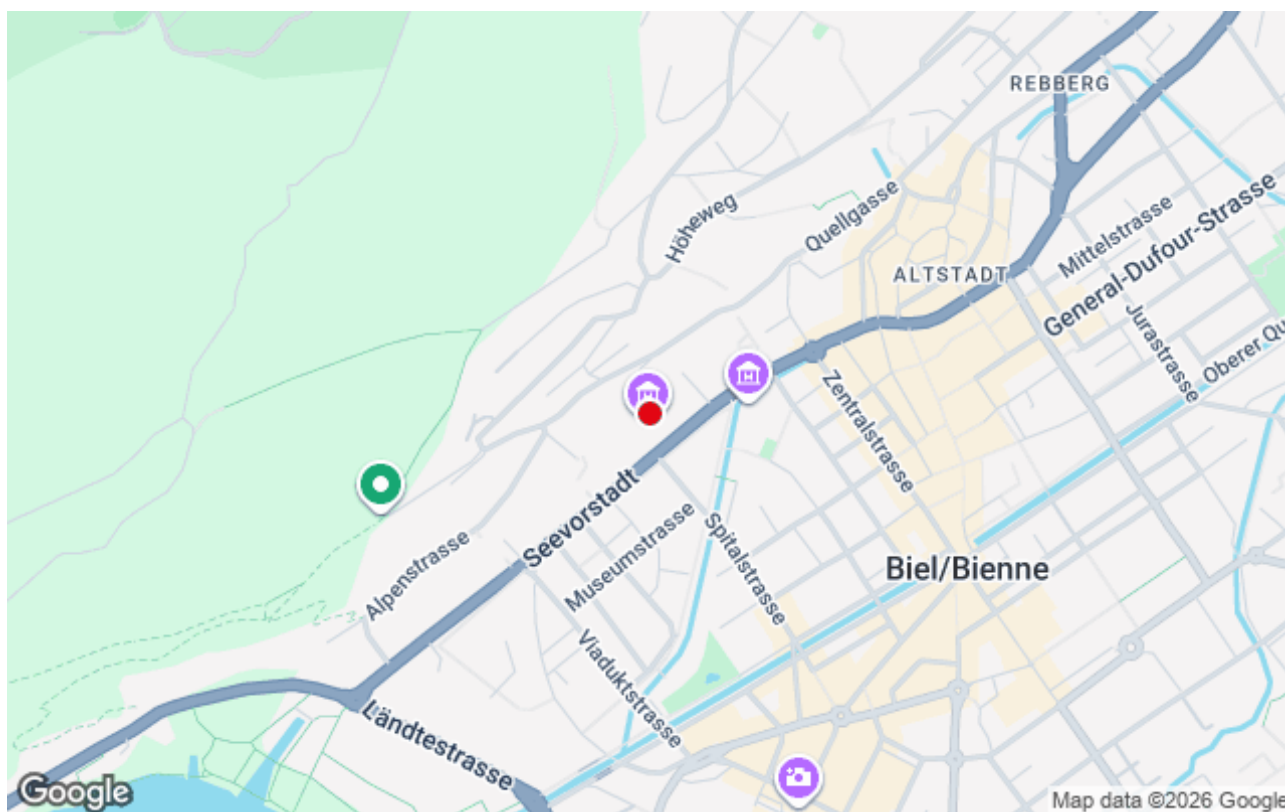 REBBERG
Höheweg
Quellgasse
Mittelstrasse
General-Dufour-Strasse
ALTSTADT
Jurastrasse
Oberer Qu
Zentralstrasse
Seevorstadt
Museumstrasse
Spitalstrasse
Alpenstrasse
Biel/Bienne
Viaduktstrasse
Ländtestrasse
Google
Map data ©2026 Google